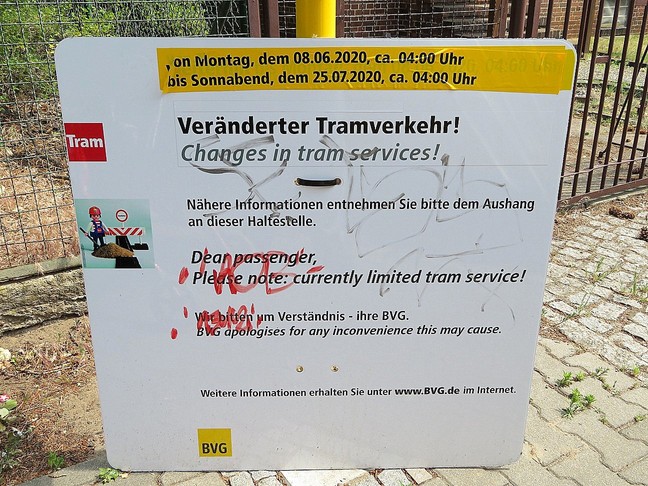 von Montag, dem 08.06.2020, ca. 04:00 Uhr
bis Sonnabend, dem 25.07.2020, ca. 04:00 Uhr
Tram
Veränderter Tramverkehr!
Changes in tram services!
Nähere Informationen entnehmen Sie bitte dem Aushang
an dieser Haltestelle.
Dear passenger,
Please note: currently limited tram service!
Wir bitten um Verständnis - ihre BVG.
BVG apologises for any inconvenience this may cause.
Weitere Informationen erhalten Sie unter www.BVG.de im Internet.
BVG